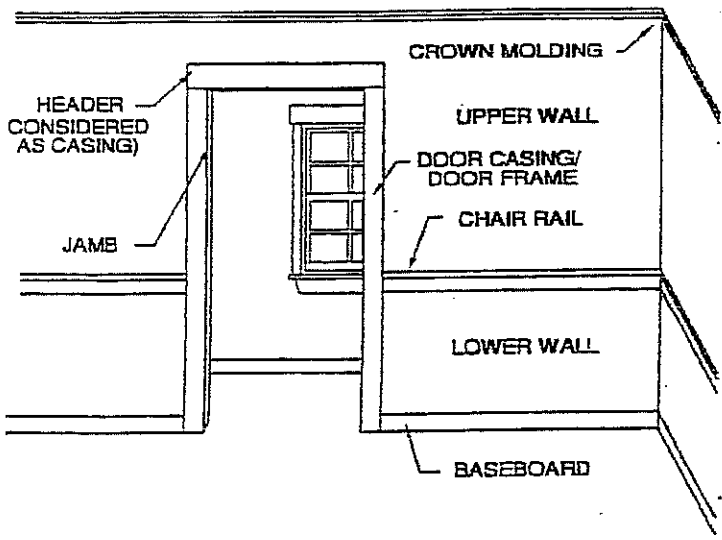 CROWN MOLDING
HEADER
CONSIDERED
AS CASING)
UPPER WALL
DOOR CASING/
DOOR FRAME
CHAIR RAIL
JAMB
LOWER WALL
BASEBOARD